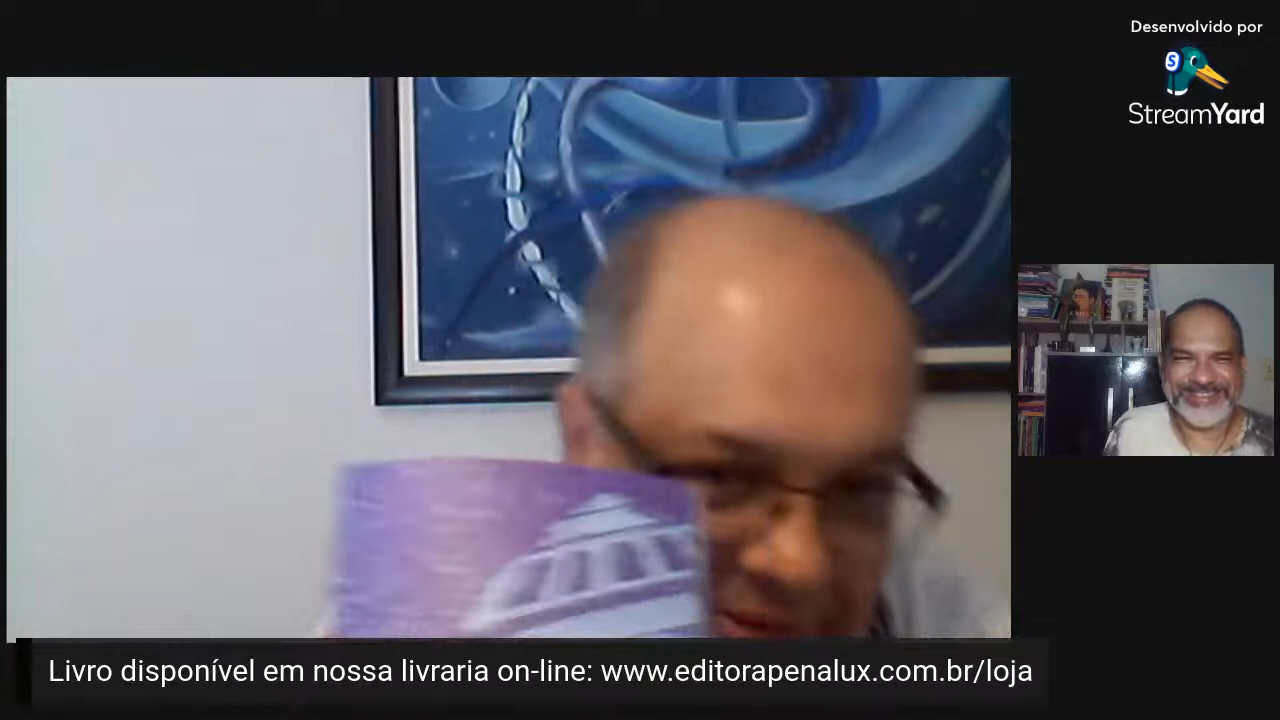 Desenvolvido por
StreamYard
Livro disponível em nossa livraria on-line: www.editorapenalux.com.br/loja